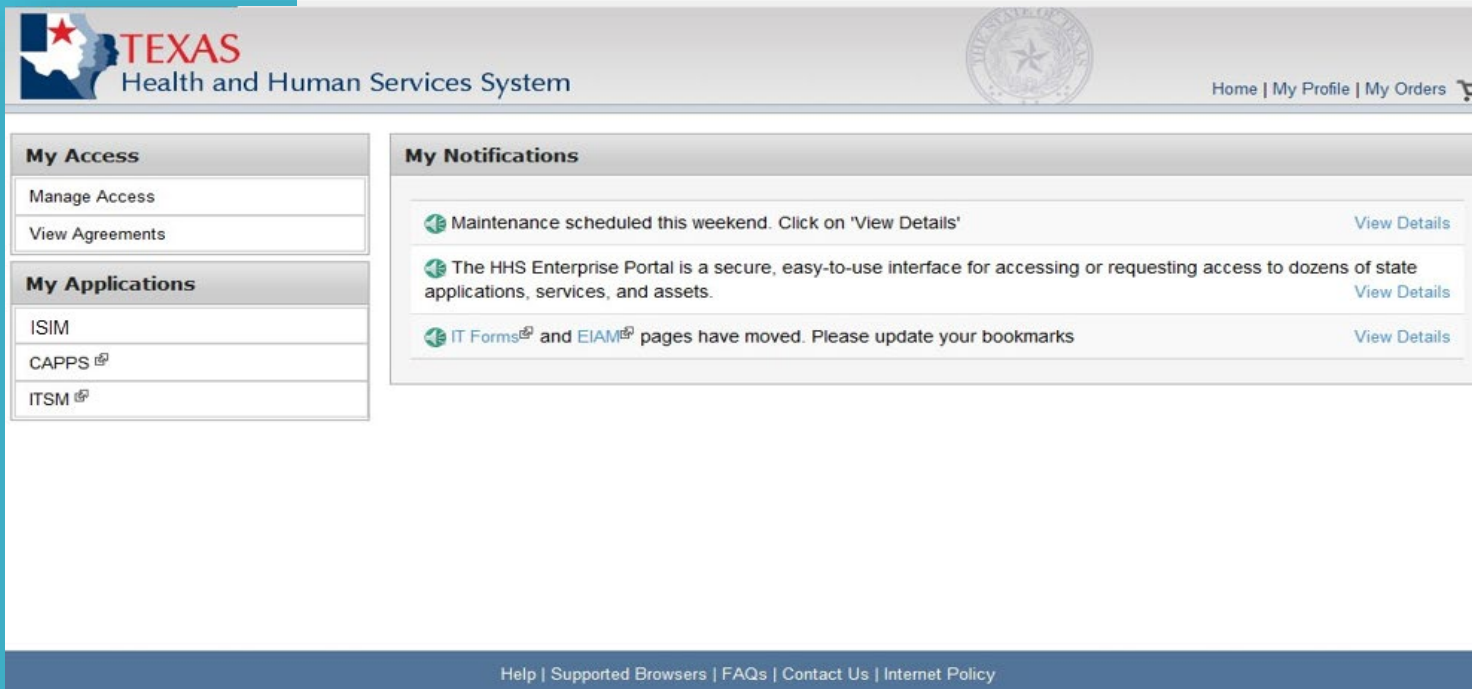 THE STATE OF TEXAS
TEXAS
Health and Human Services System
Home | My Profile | My Orders
My Access
Manage Access
View Agreements
My Applications
ISIM
CAPPS
ITSM
My Notifications
Maintenance scheduled this weekend. Click on 'View Details' View Details
The HHS Enterprise Portal is a secure, easy-to-use interface for accessing or requesting access to dozens of state
applications, services, and assets. View Details
IT Forms and EIAM pages have moved. Please update your bookmarks View Details
Help | Supported Browsers | FAQs | Contact Us | Internet Policy